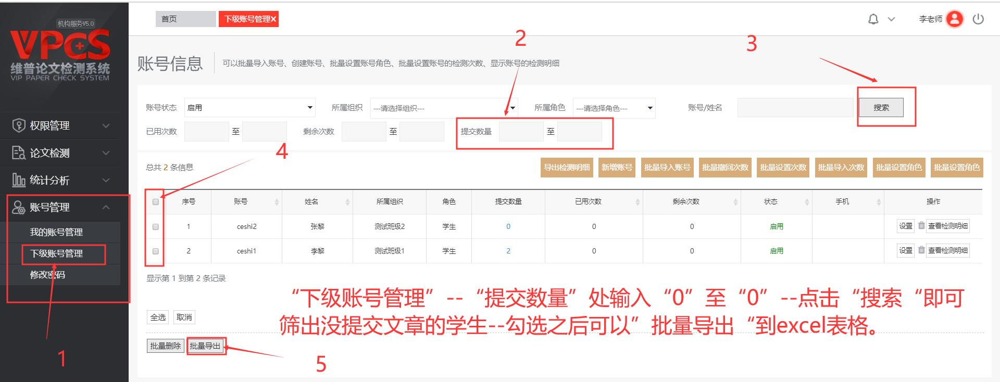 机构服务V5.0
VPCS
维普论文检测系统
VIP PAPER CHECK SYSTEM
首页 下级账号管理× 李老师
2
3
账号信息 可以批量导入账号、创建账号、批量设置账号角色、批量设置账号的检测次数、显示账号的检测明细
账号状态 启用 所属组织 ---请选择组织--- 所属角色 ---请选择角色--- 账号/姓名 搜索
已用次数 至 剩余次数 至 提交数量 至
4
权限管理
论文检测
统计分析
账号管理
我的账号管理
下级账号管理
修改密码
1
总共 2 条信息 导出检测明细 新增账号 批量导入账号 批量撤回次数 批量设置次数 批量导入次数 批量设置角色 批量设置角色
序号 账号 姓名 所属组织 角色 提交数量 已用次数 剩余次数 状态 手机 操作
1 ceshi2 张黎 测试班级2 学生 0 0 0 启用 设置 查看检测明细
2 ceshi1 李黎 测试班级1 学生 2 0 0 启用 设置 查看检测明细
显示第 1 到第 2 条记录
“下级账号管理”--“提交数量”处输入“0”至“0”--点击“搜索“即可
筛出没提交文章的学生--勾选之后可以”批量导出“到excel表格。
全选 取消
批量删除 批量导出
5